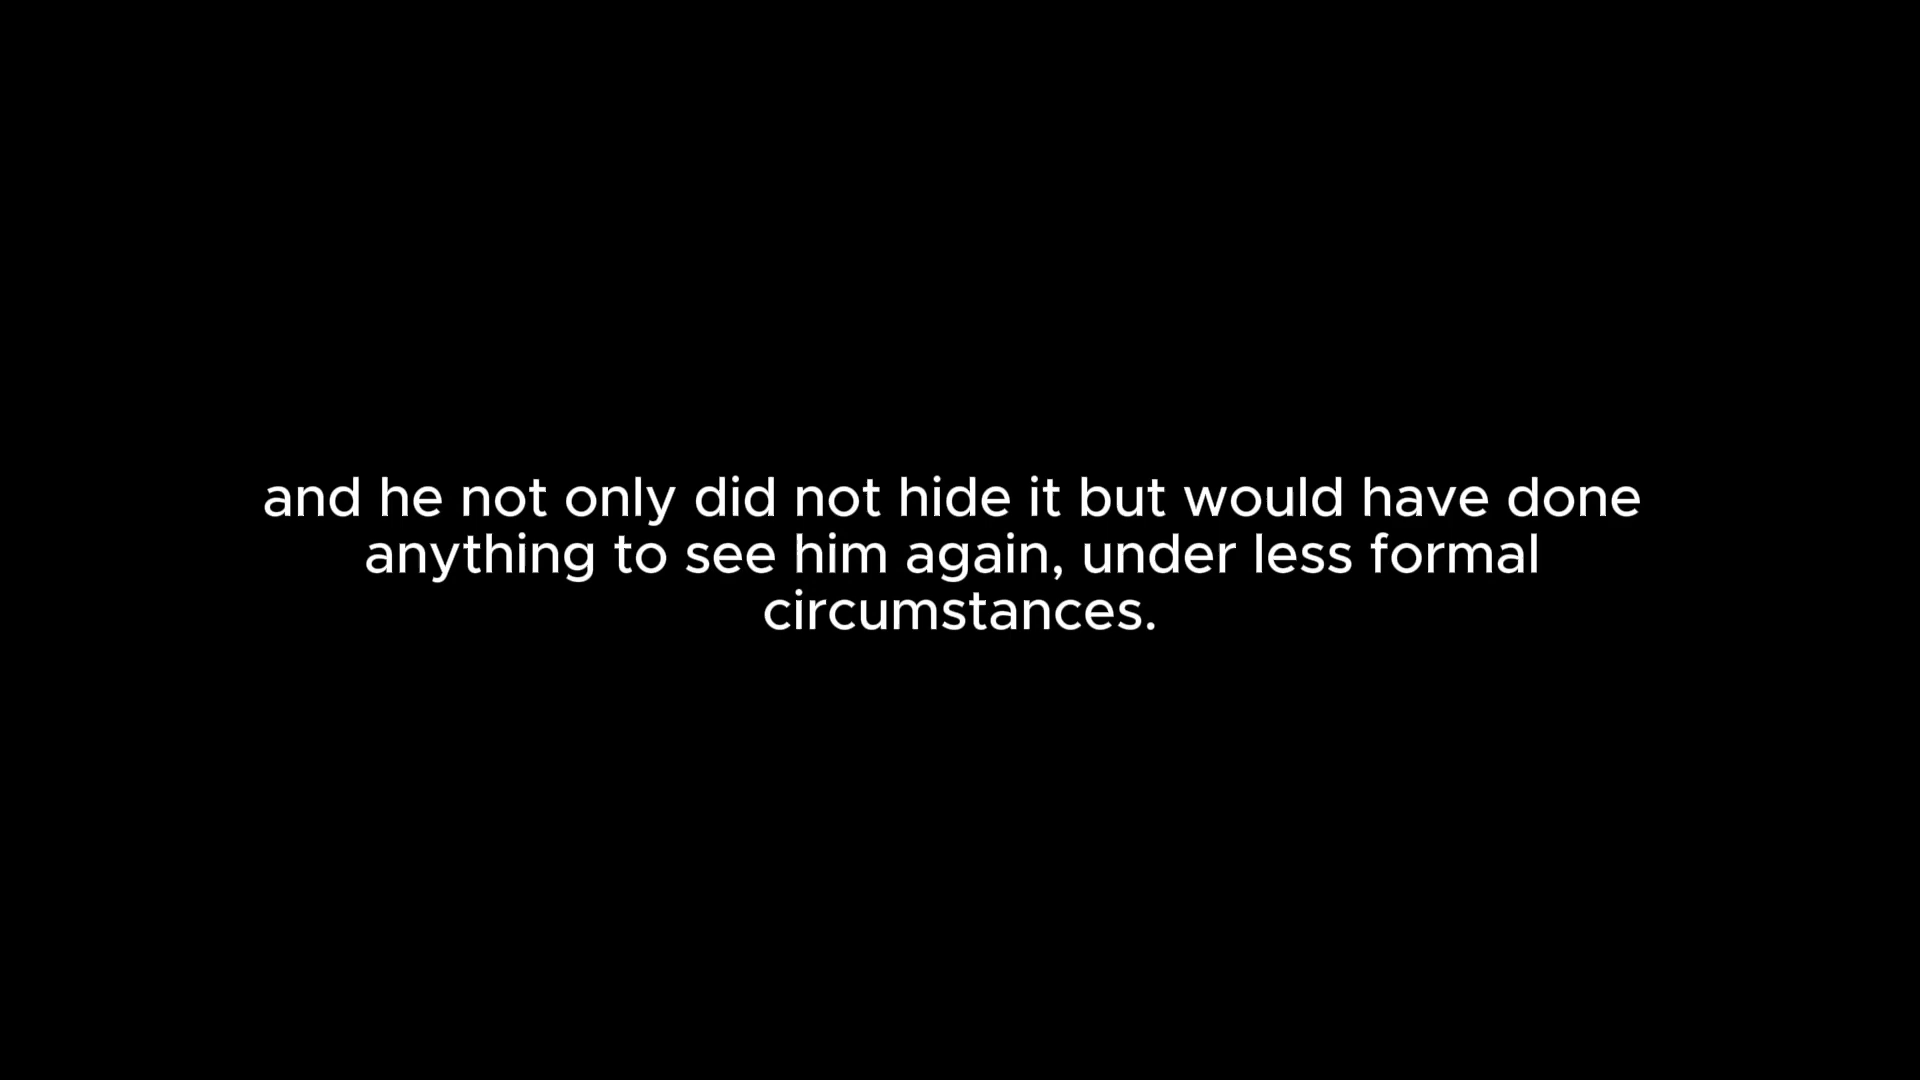 and he not only did not hide it but would have done
anything to see him again, under less formal
circumstances.